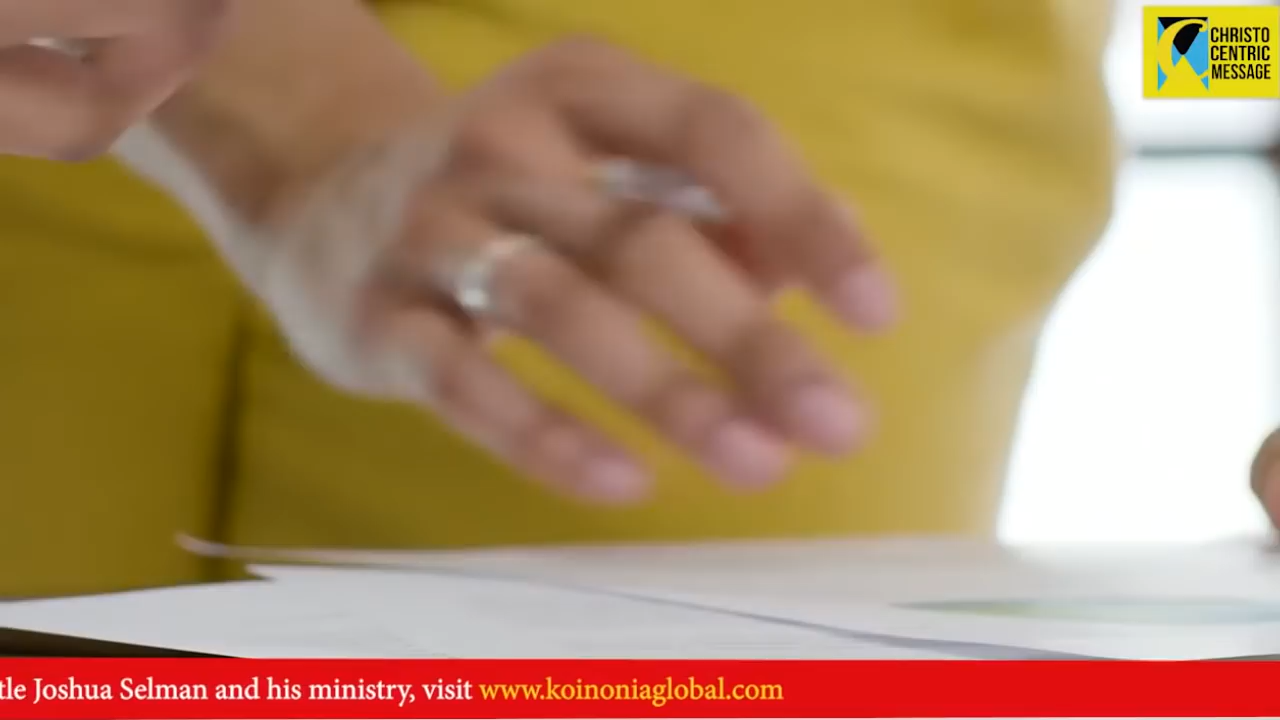 CHRISTO
CENTRIC
MESSAGE
tle Joshua Selman and his ministry, visit www.koinoniaglobal.com